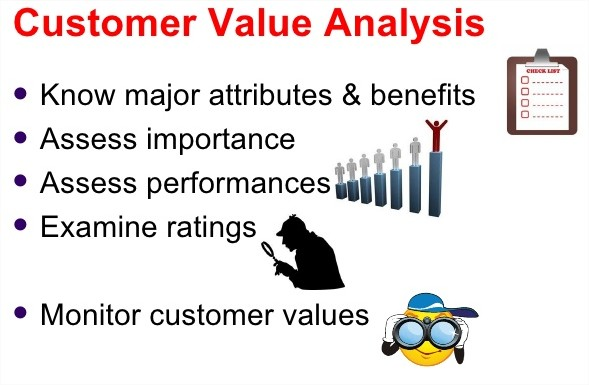 Customer Value Analysis
CHECK LIST
• Know major attributes & benefits
• Assess importance
• Assess performances
• Examine ratings
• Monitor customer values